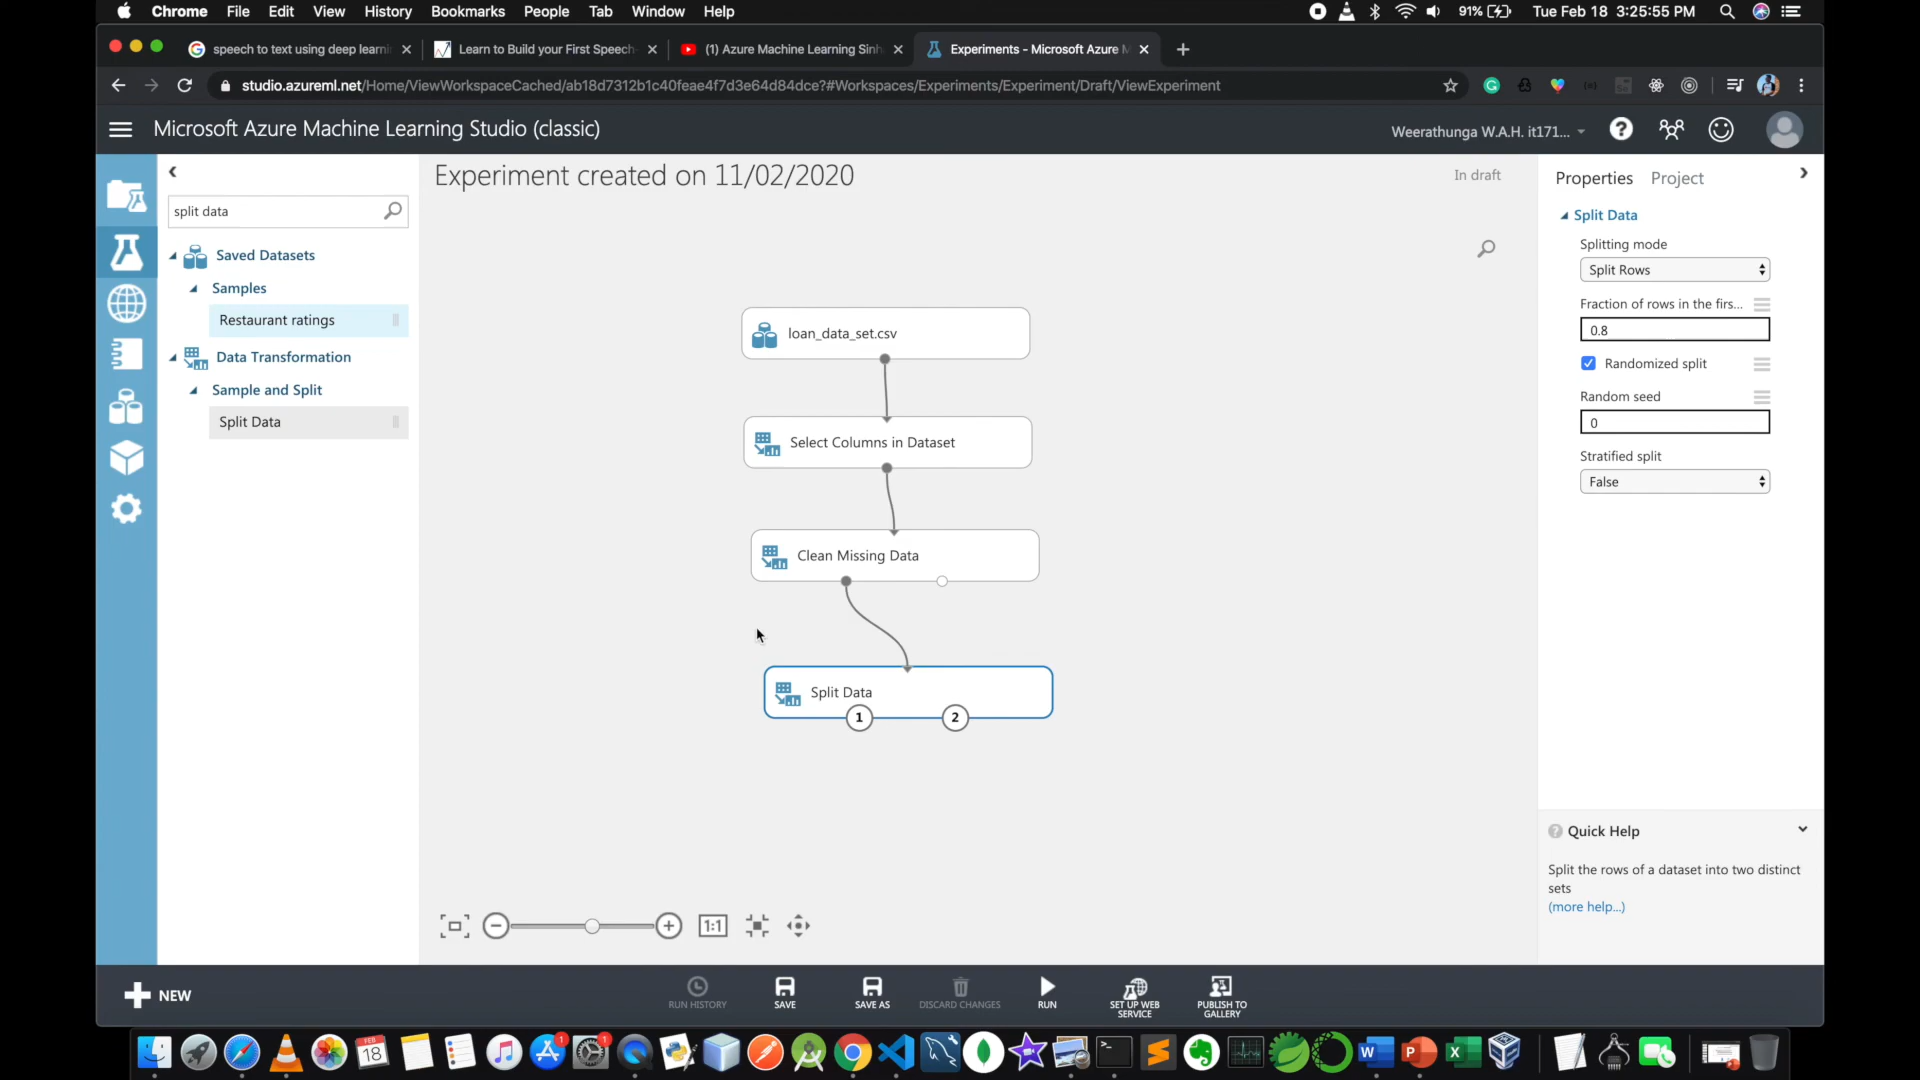 Chrome File Edit View History Bookmarks People Tab Window Help
91% Tue Feb 18 3:25:55 PM
speech to text using deep learni
Learn to Build your First Speech-
(1) Azure Machine Learning Sinh
Experiments - Microsoft Azure M
studio.azureml.net/Home/ViewWorkspaceCached/ab18d7312b1c40feae4f7d3e64d84dce?#Workspaces/Experiments/Experiment/Draft/ViewExperiment
Microsoft Azure Machine Learning Studio (classic)
Weerathunga W.A.H. it171...
split data
Saved Datasets
Samples
Restaurant ratings
Data Transformation
Sample and Split
Split Data
Experiment created on 11/02/2020
In draft
loan_data_set.csv
Select Columns in Dataset
Clean Missing Data
Split Data
1 2
1:1
Properties Project
Split Data
Splitting mode
Split Rows
Fraction of rows in the firs...
0.8
Randomized split
Random seed
0
Stratified split
False
Quick Help
Split the rows of a dataset into two distinct
sets
(more help...)
NEW
RUN HISTORY
SAVE
SAVE AS
DISCARD CHANGES
RUN
SET UP WEB
SERVICE
PUBLISH TO
GALLERY
FEB
18
1
1
W
P
X